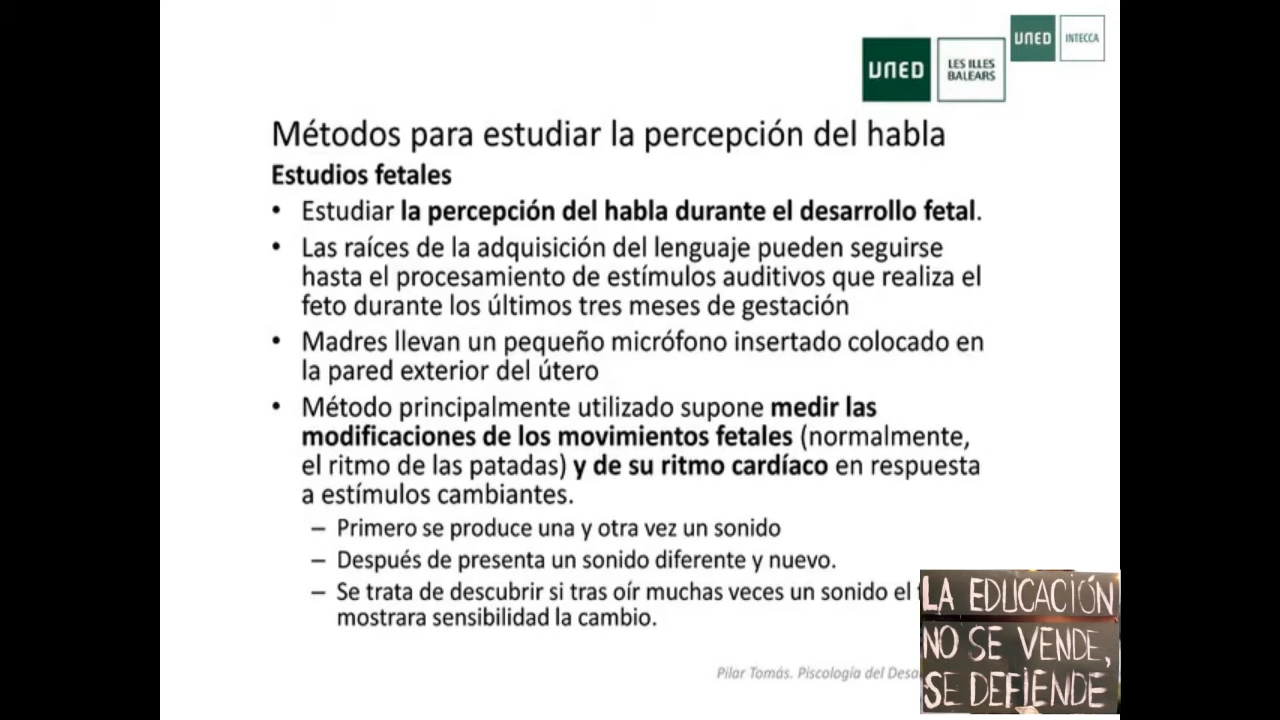 UNED
INTECCA
UNED
LES ILLES
BALEARS
Métodos para estudiar la percepción del habla
Estudios fetales
• Estudiar la percepción del habla durante el desarrollo fetal.
• Las raíces de la adquisición del lenguaje pueden seguirse
hasta el procesamiento de estímulos auditivos que realiza el
feto durante los últimos tres meses de gestación
• Madres llevan un pequeño micrófono insertado colocado en
la pared exterior del útero
• Método principalmente utilizado supone medir las
modificaciones de los movimientos fetales (normalmente,
el ritmo de las patadas) y de su ritmo cardíaco en respuesta
a estímulos cambiantes.
– Primero se produce una y otra vez un sonido
– Después de presenta un sonido diferente y nuevo.
– Se trata de descubrir si tras oír muchas veces un sonido el
mostrara sensibilidad la cambio.
Pilar Tomás. Piscología del
LA EDUCACIÓN
NO SE VENDE,
SE DEFIENDE